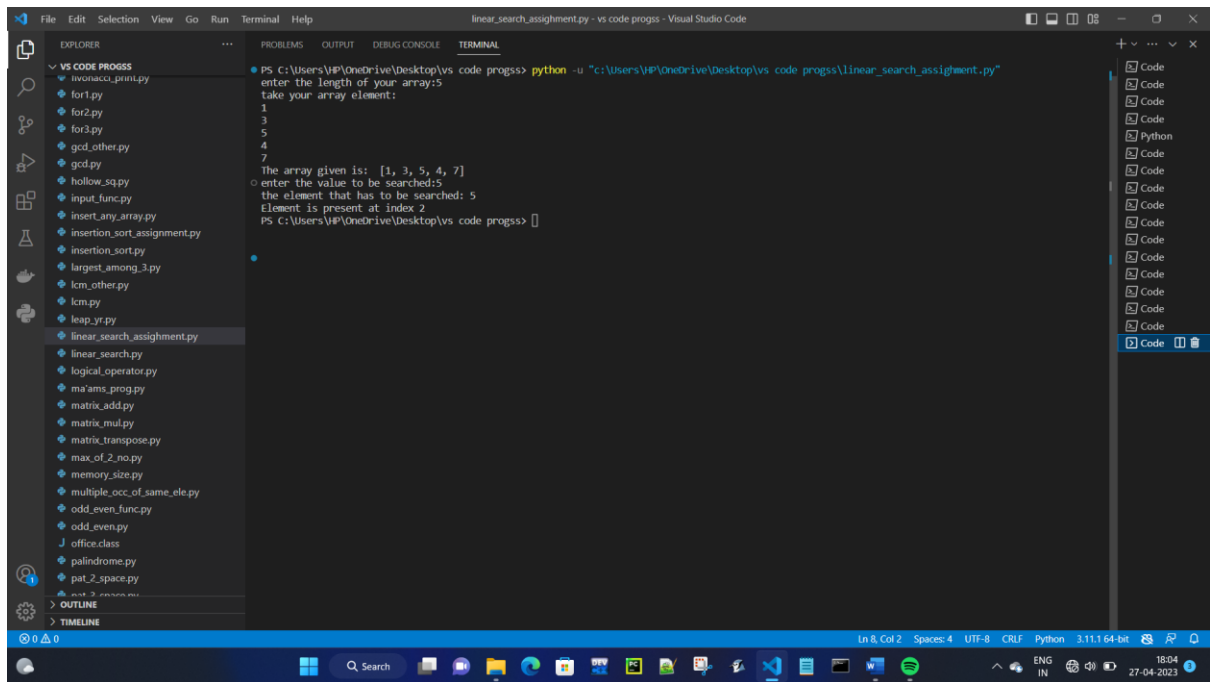 File Edit Selection View Go Run Terminal Help
linear_search_assighment.py - vs code progss - Visual Studio Code
EXPLORER
VS CODE PROGSS
fivonacci_print.py
for1.py
for2.py
for3.py
gcd_other.py
gcd.py
hollow_sq.py
input_func.py
insert_any_array.py
insertion_sort_assignment.py
insertion_sort.py
largest_among_3.py
lcm_other.py
lcm.py
leap_yr.py
linear_search_assighment.py
linear_search.py
logical_operator.py
ma'ams_prog.py
matrix_add.py
matrix_mul.py
matrix_transpose.py
max_of_2_no.py
memory_size.py
multiple_occ_of_same_ele.py
odd_even_func.py
odd_even.py
J office.class
palindrome.py
pat_2_space.py
pat_3_space.py
OUTLINE
TIMELINE
PROBLEMS OUTPUT DEBUG CONSOLE TERMINAL
PS C:\Users\HP\OneDrive\Desktop\vs code progss> python -u "c:\Users\HP\OneDrive\Desktop\vs code progss\linear_search_assighment.py"
enter the length of your array:5
take your array element:
1
3
5
4
7
The array given is:  [1, 3, 5, 4, 7]
enter the value to be searched:5
the element that has to be searched: 5
Element is present at index 2
PS C:\Users\HP\OneDrive\Desktop\vs code progss>
Code
Code
Code
Code
Python
Code
Code
Code
Code
Code
Code
Code
Code
Code
Code
Code
Code
1
0 0
Ln 8, Col 2 Spaces: 4 UTF-8 CRLF Python 3.11.1 64-bit
Search
ENG
IN
18:04
27-04-2023
3